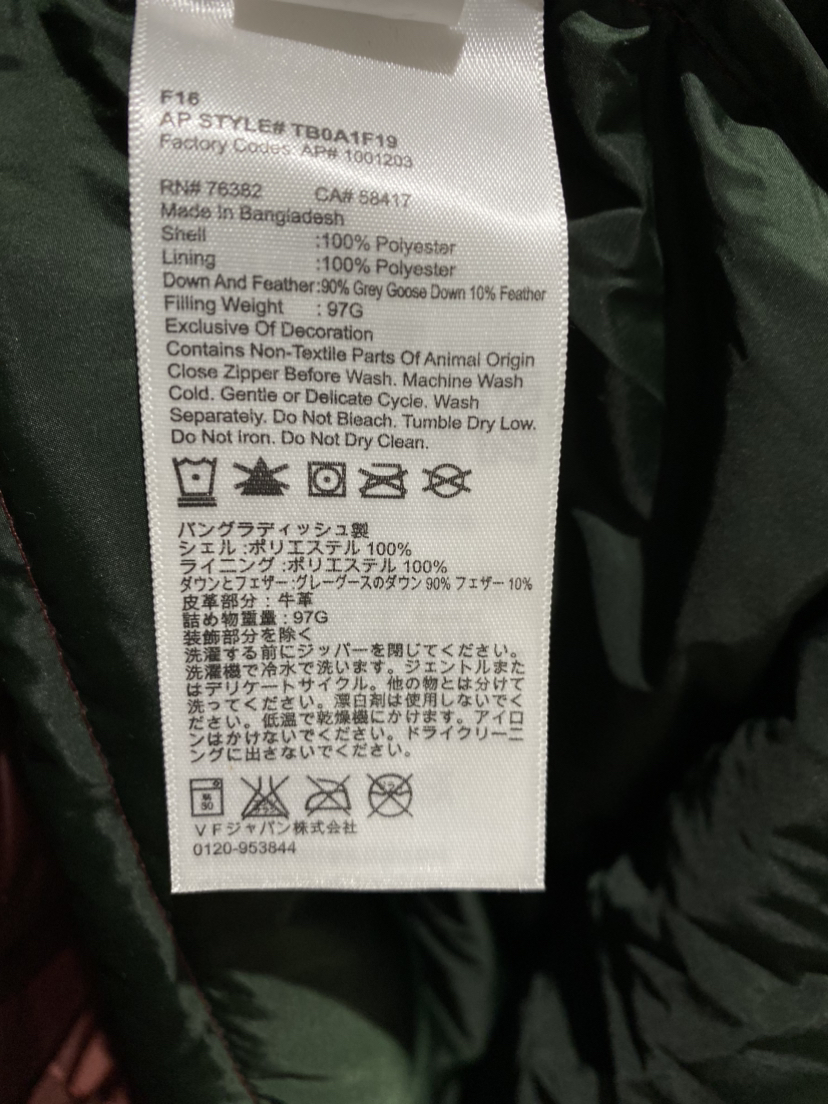 F16
AP STYLE# TB0A1F19
Factory Codes: AP# 1001203
RN# 76382 CA# 58417
Made In Bangladesh
Shell :100% Polyester
Lining :100% Polyester
Down And Feather:90% Grey Goose Down 10% Feather
Filling Weight : 97G
Exclusive Of Decoration
Contains Non-Textile Parts Of Animal Origin
Close Zipper Before Wash. Machine Wash
Cold. Gentle or Delicate Cycle. Wash
Separately. Do Not Bleach. Tumble Dry Low.
Do Not Iron. Do Not Dry Clean.
バングラディッシュ製
シェル :ポリエステル 100%
ライニング :ポリエステル 100%
ダウンとフェザー :グレーグースのダウン 90% フェザー 10%
皮革部分 : 牛革
詰め物重量 : 97G
装飾部分を除く
洗濯する前にジッパーを閉じてください。
洗濯機で冷水で洗います。ジェントルまた
はデリケートサイクル。他の物とは分けて
洗ってください。漂白剤は使用しないでく
ださい。低温で乾燥機にかけます。アイロ
ンはかけないでください。ドライクリーニ
ングに出さないでください。
30
VFジャパン株式会社
0120-953844